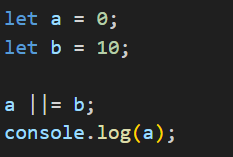 let a = 0;
let b = 10;
a ||= b;
console.log(a);